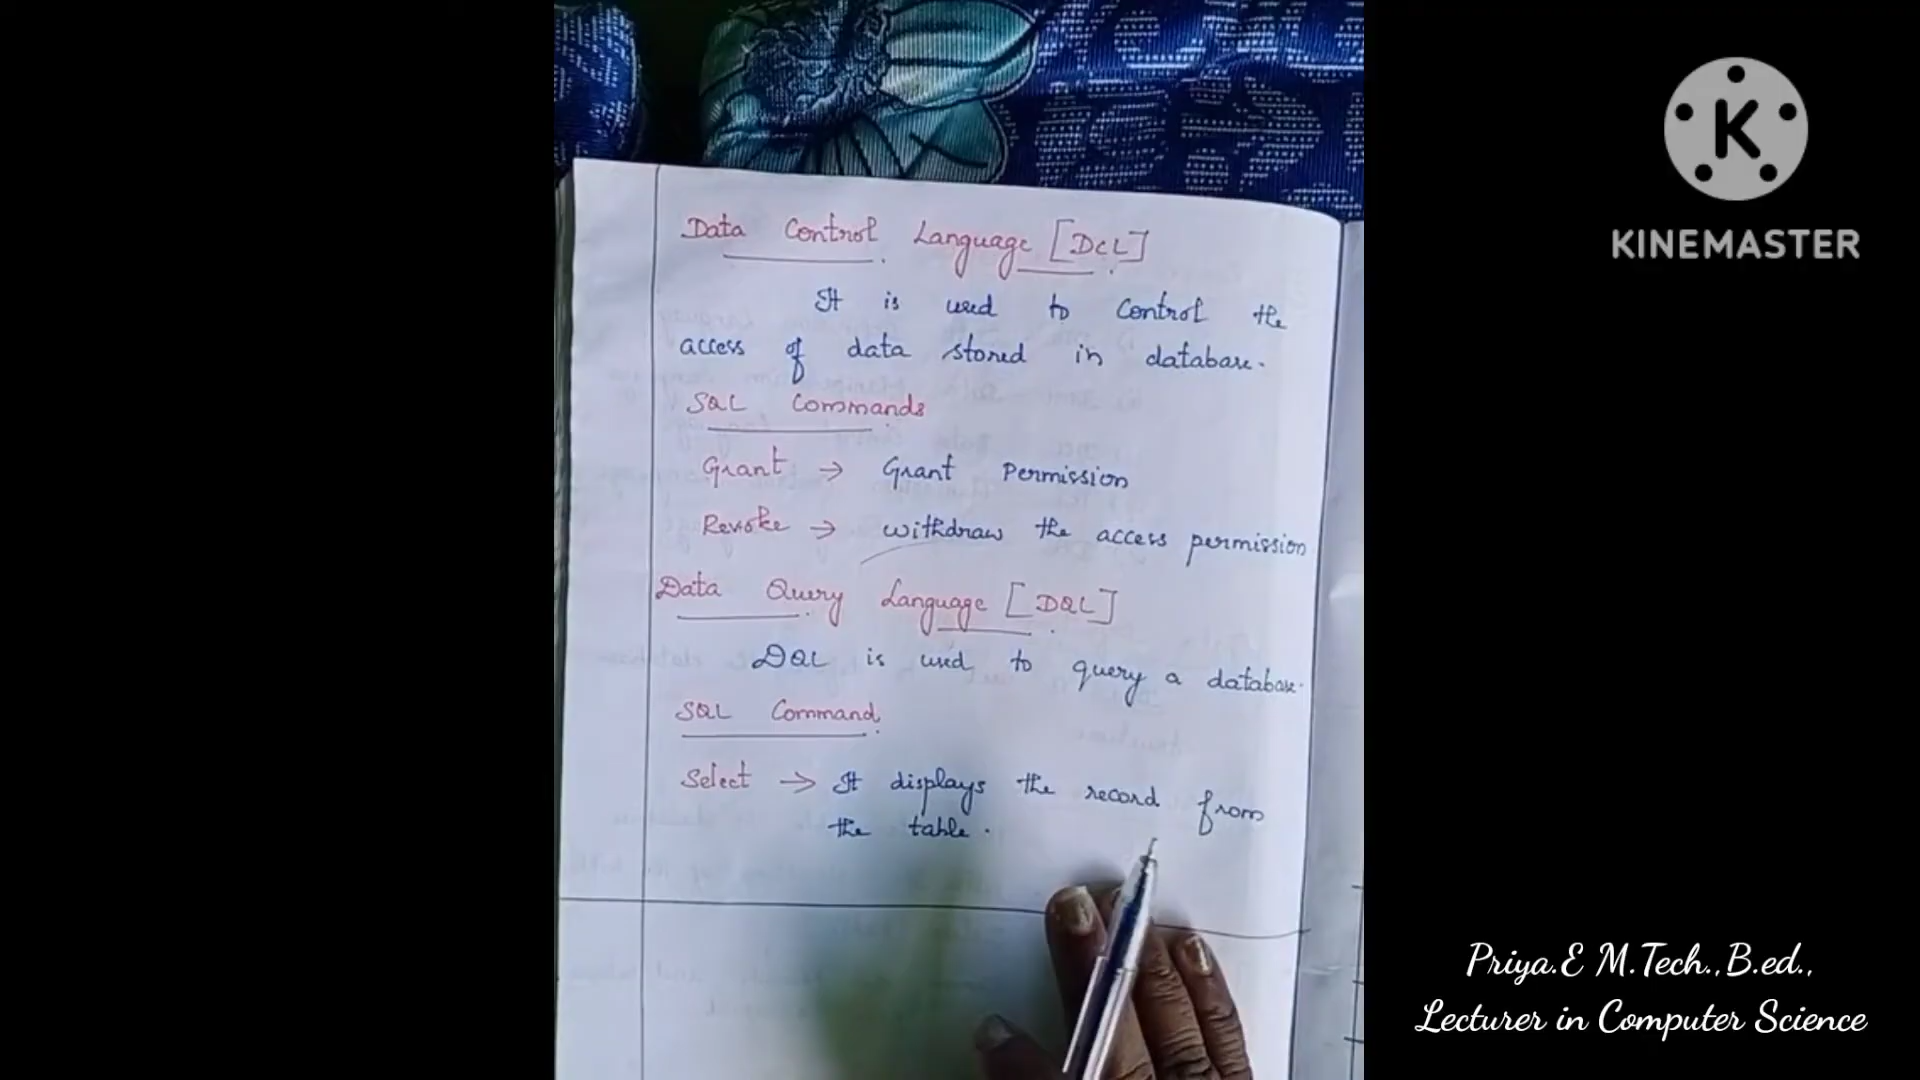 Data Control Language [DCL]
It is used to control the
access of data stored in database.
SQL Commands
Grant → Grant Permission
Revoke → withdraw the access permission
Data Query Language [DQL]
DQL is used to query a database.
SQL Command
Select → It displays the record from
the table.
K
KINEMASTER
Priya.E M.Tech.,B.ed.,
Lecturer in Computer Science